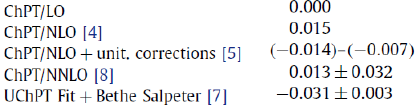 ChPT/LO 0.000
ChPT/NLO [4] 0.015
ChPT/NLO + unit. corrections [5] (−0.014)–(−0.007)
ChPT/NNLO [8] 0.013 ± 0.032
UChPT Fit + Bethe Salpeter [7] −0.031 ± 0.003